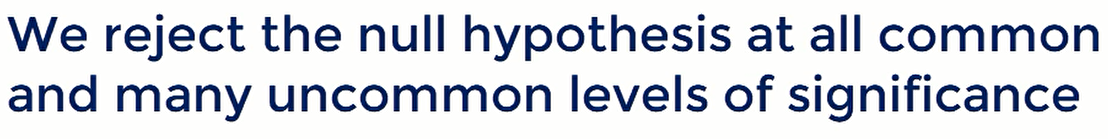 We reject the null hypothesis at all common
and many uncommon levels of significance